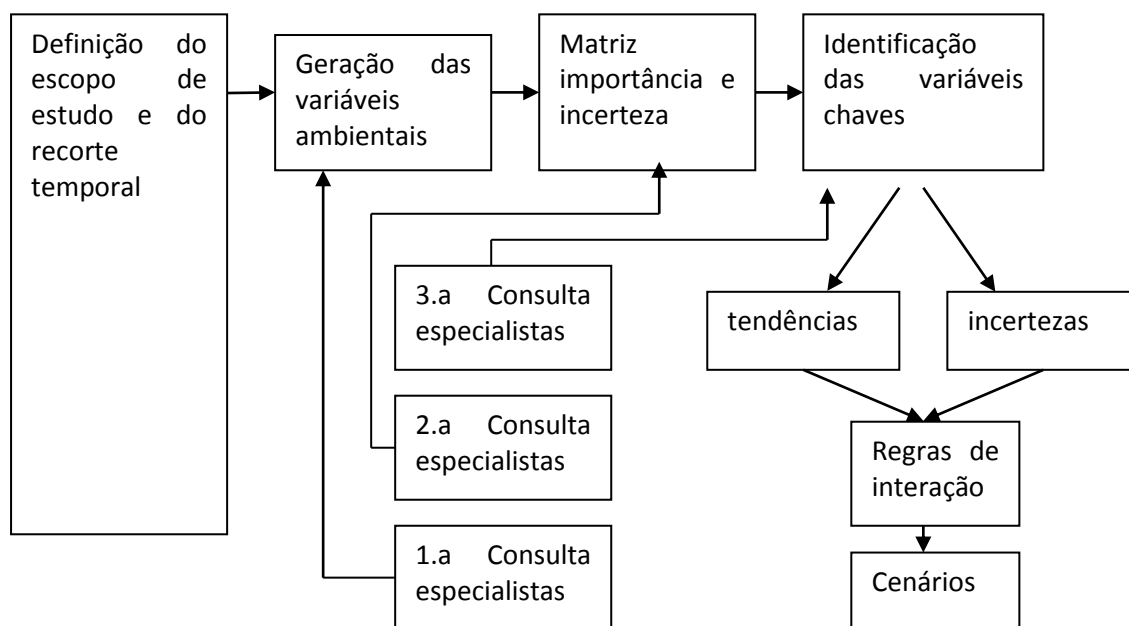 Definição do
escopo de
estudo e do
recorte
temporal
Geração das
variáveis
ambientais
Matriz
importância e
incerteza
Identificação
das variáveis
chaves
3.a Consulta
especialistas
tendências
incertezas
2.a Consulta
especialistas
Regras de
interação
1.a Consulta
especialistas
Cenários